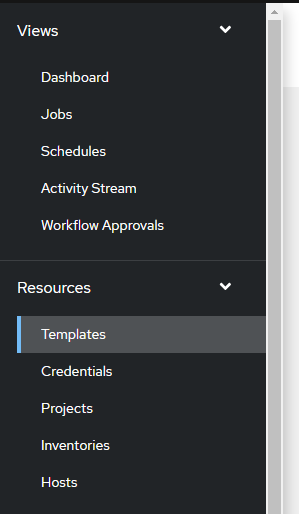 Views
Dashboard
Jobs
Schedules
Activity Stream
Workflow Approvals
Resources
Templates
Credentials
Projects
Inventories
Hosts